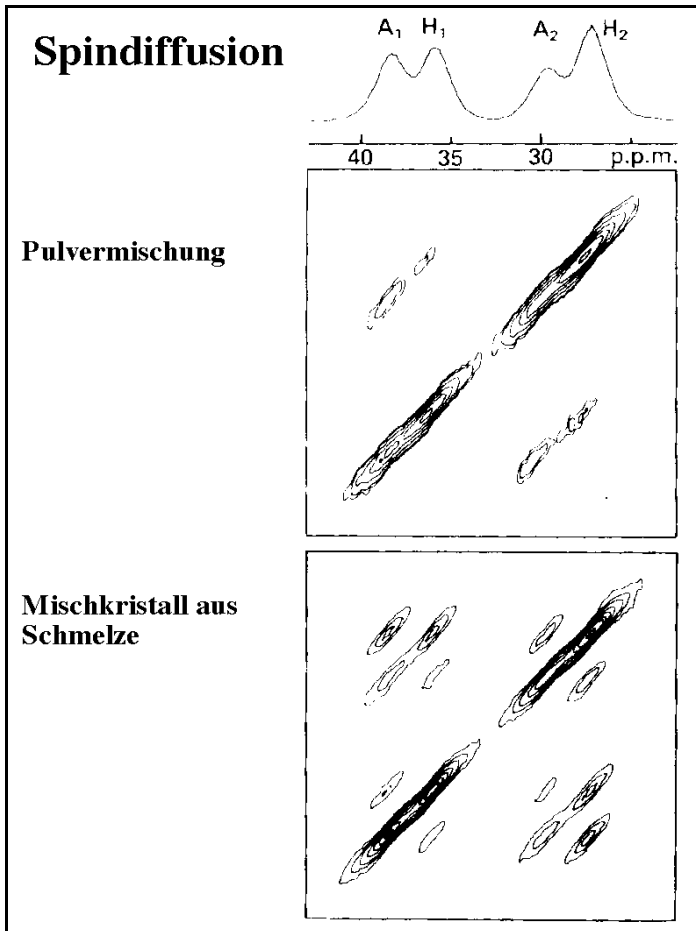 Spindiffusion
A₁ H₁ A₂ H₂
40 35 30 p.p.m.
Pulvermischung
Mischkristall aus
Schmelze